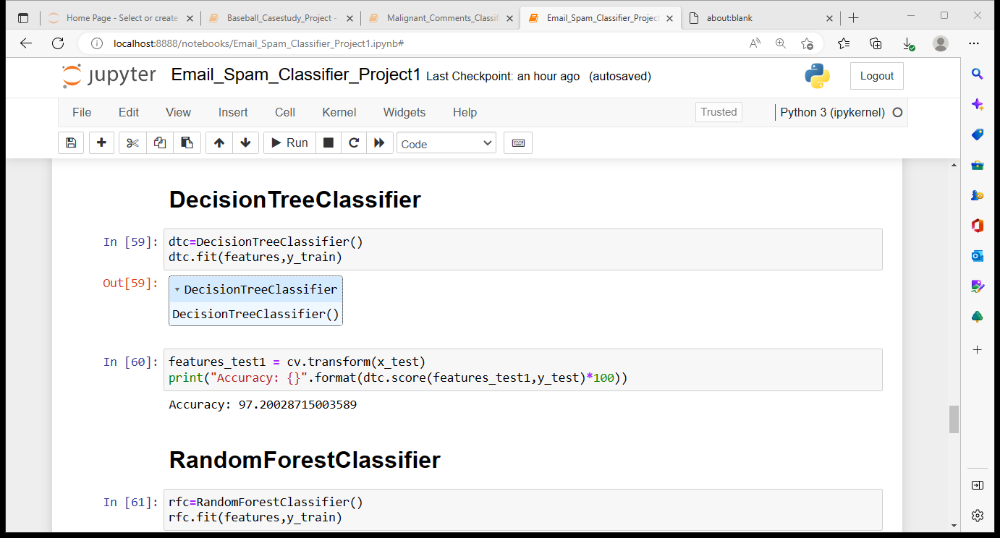 Home Page - Select or create
Baseball_Casestudy_Project -
Malignant_Comments_Classifi
Email_Spam_Classifier_Project
about:blank
localhost:8888/notebooks/Email_Spam_Classifier_Project1.ipynb#
jupyter Email_Spam_Classifier_Project1 Last Checkpoint: an hour ago (autosaved)
Logout
File Edit View Insert Cell Kernel Widgets Help
Trusted
Python 3 (ipykernel)
Run
Code
DecisionTreeClassifier
In [59]: dtc=DecisionTreeClassifier()
dtc.fit(features,y_train)
Out[59]: DecisionTreeClassifier
DecisionTreeClassifier()
In [60]: features_test1 = cv.transform(x_test)
print("Accuracy: {}".format(dtc.score(features_test1,y_test)*100))
Accuracy: 97.20028715003589
RandomForestClassifier
In [61]: rfc=RandomForestClassifier()
rfc.fit(features,y_train)